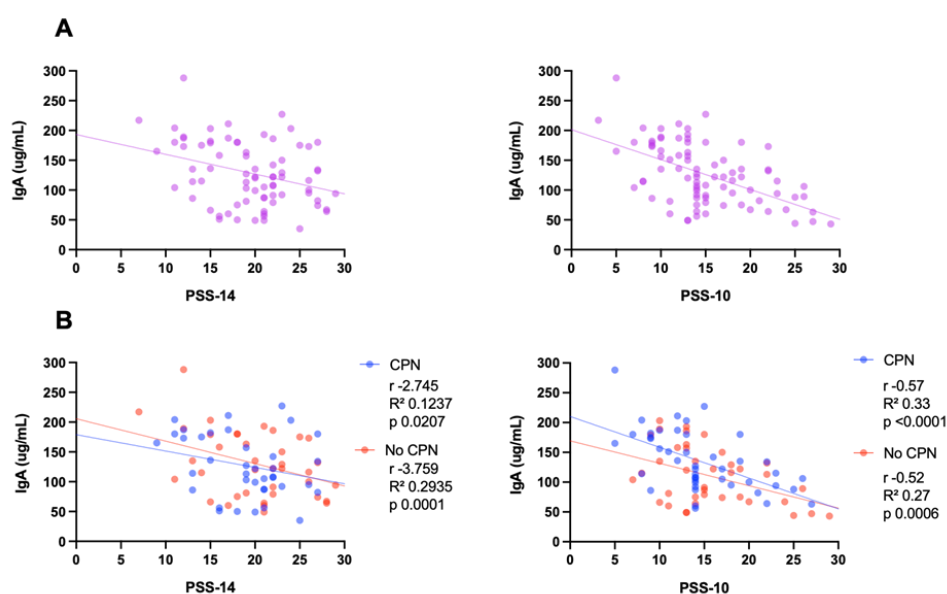 A
300
250
200
150
100
50
0
IgA (ug/mL)
0 5 10 15 20 25 30
PSS-14
300
250
200
150
100
50
0
IgA (ug/mL)
0 5 10 15 20 25 30
PSS-10
B
300
250
200
150
100
50
0
IgA (ug/mL)
0 5 10 15 20 25 30
PSS-14
CPN
r -2.745
R² 0.1237
p 0.0207
No CPN
r -3.759
R² 0.2935
p 0.0001
300
250
200
150
100
50
0
IgA (ug/mL)
0 5 10 15 20 25 30
PSS-10
CPN
r -0.57
R² 0.33
p <0.0001
No CPN
r -0.52
R² 0.27
p 0.0006